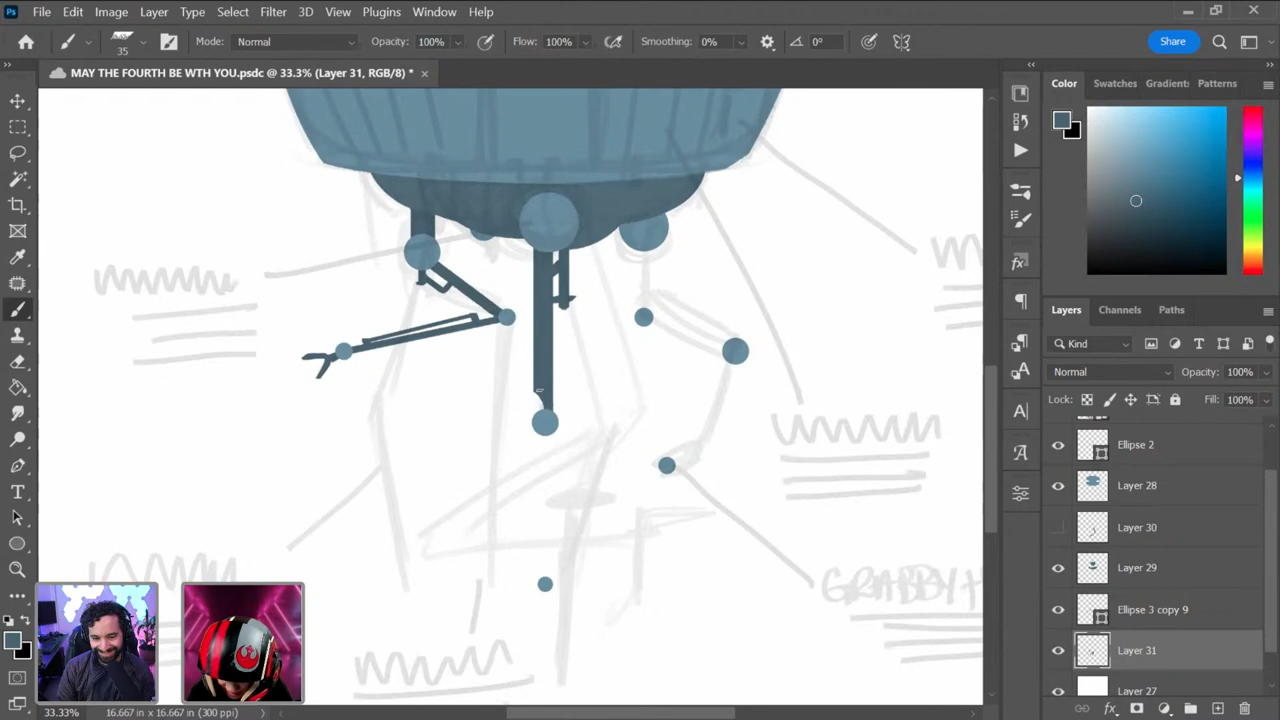 Ps File Edit Image Layer Type Select Filter 3D View Plugins Window Help
35 Mode: Normal Opacity: 100% Flow: 100% Smoothing: 0% 0° Share
MAY THE FOURTH BE WTH YOU.psdc @ 33.3% (Layer 31, RGB/8) *
Color Swatches Gradient: Patterns
Layers Channels Paths
Kind
Normal Opacity: 100%
Lock: Fill: 100%
Ellipse 2
Layer 28
Layer 30
Layer 29
Ellipse 3 copy 9
Layer 31
Layer 27
33.33% 16.667 in x 16.667 in (300 ppi)